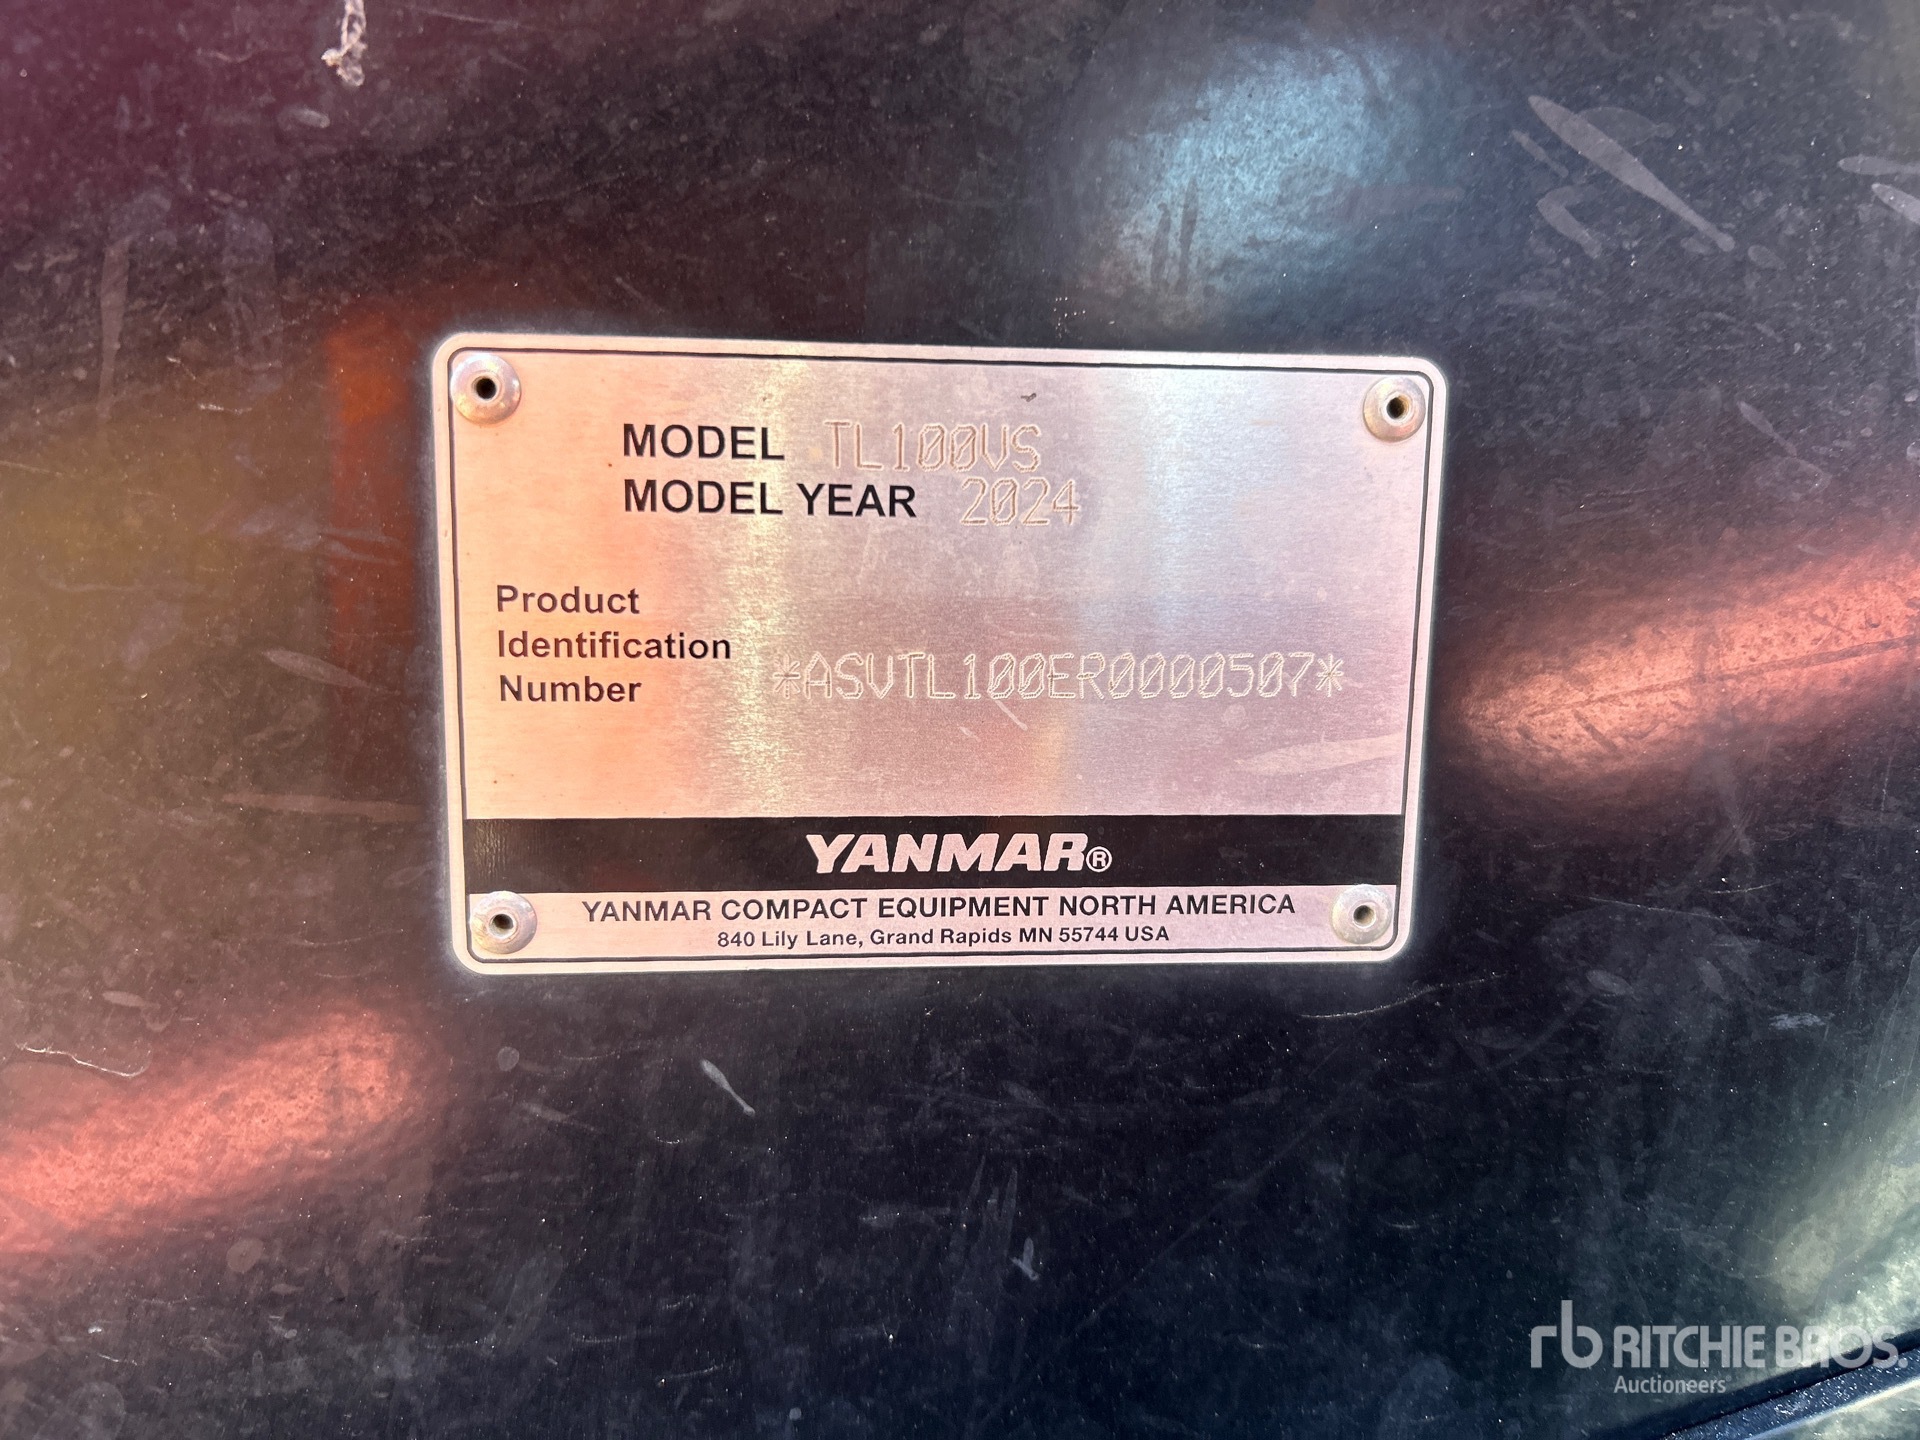 MODEL TL100VS
MODEL YEAR 2024
Product
Identification
Number *ASVTL100ER0000507*
YANMAR®
YANMAR COMPACT EQUIPMENT NORTH AMERICA
840 Lily Lane, Grand Rapids MN 55744 USA
rb RITCHIE BROS.
Auctioneers